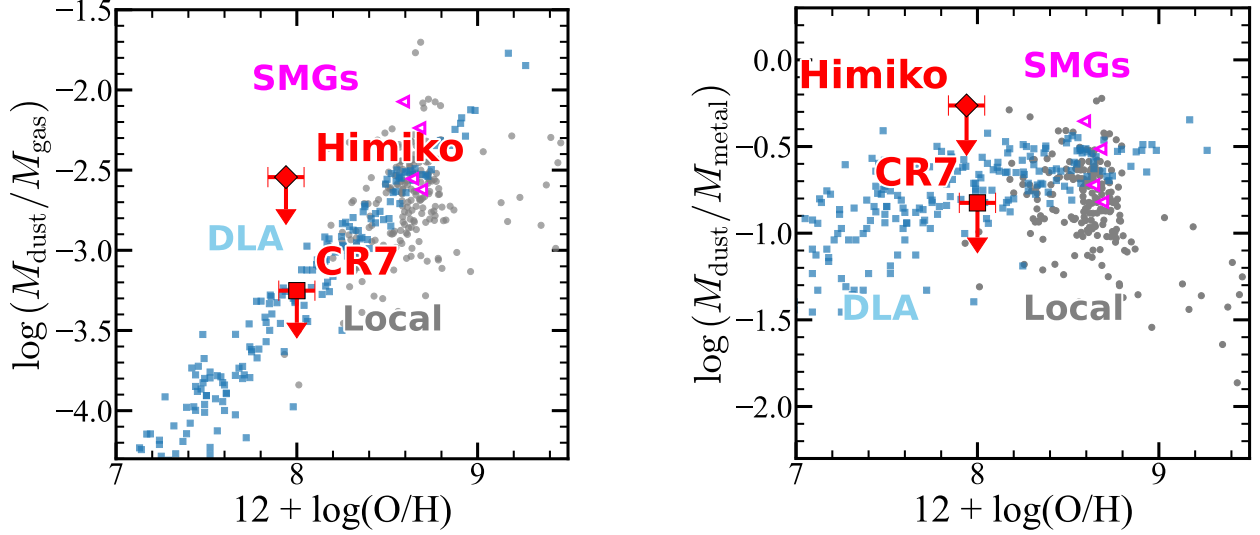 −1.5
−2.0
−2.5
−3.0
−3.5
−4.0
log (M_dust/M_gas)
SMGs
Himiko
DLA
CR7
Local
7
8
9
12 + log(O/H)
0.0
−0.5
−1.0
−1.5
−2.0
log (M_dust/M_metal)
Himiko
SMGs
CR7
DLA
Local
7
8
9
12 + log(O/H)